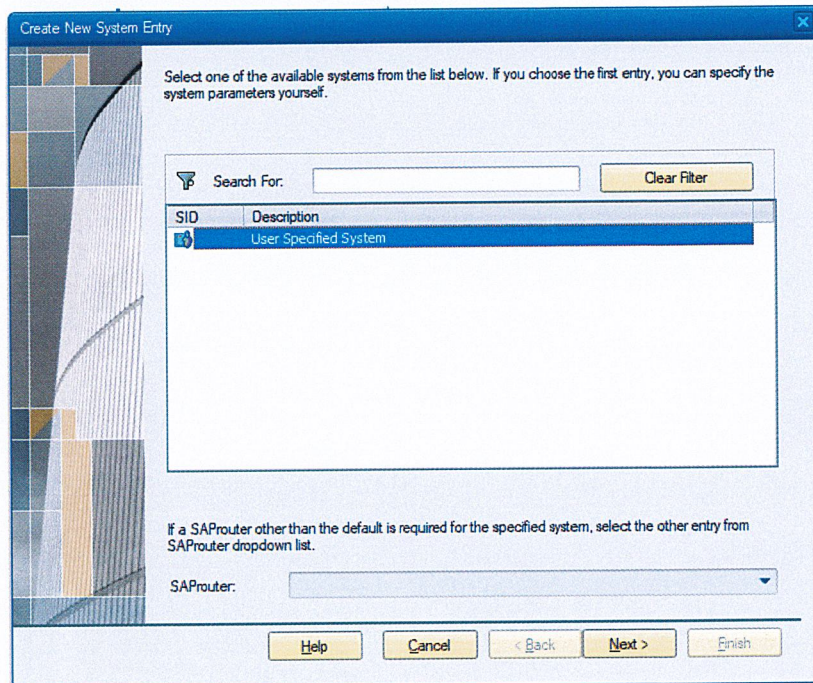 Create New System Entry
Select one of the available systems from the list below. If you choose the first entry, you can specify the
system parameters yourself.
Search For:
Clear Filter
SID Description
User Specified System
If a SAProuter other than the default is required for the specified system, select the other entry from
SAProuter dropdown list.
SAProuter:
Help Cancel < Back Next > Finish